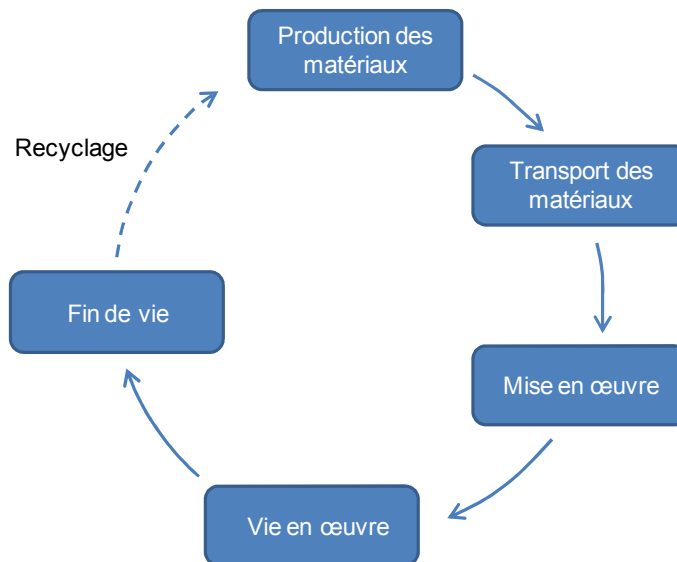 Production des
matériaux
Recyclage
Transport des
matériaux
Fin de vie
Mise en œuvre
Vie en œuvre